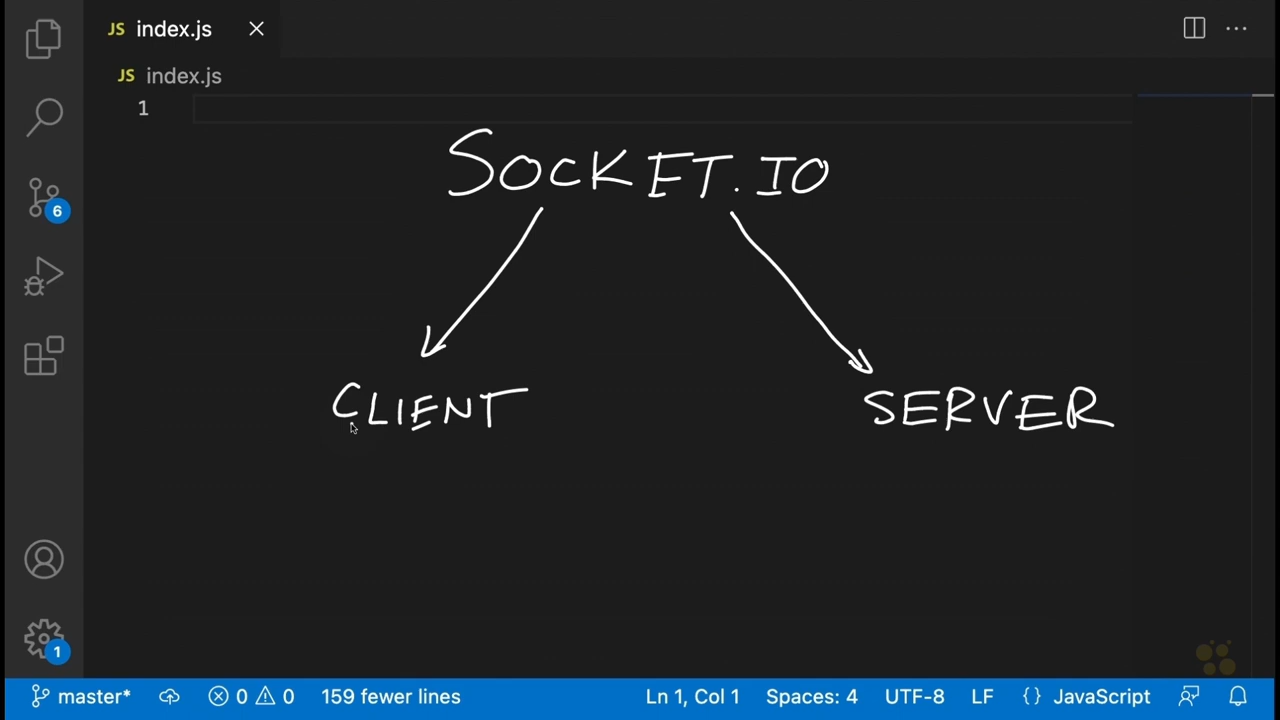 JS index.js
JS index.js
1
SOCKET.IO
CLIENT
SERVER
6
1
master* 0 0 159 fewer lines Ln 1, Col 1 Spaces: 4 UTF-8 LF {} JavaScript